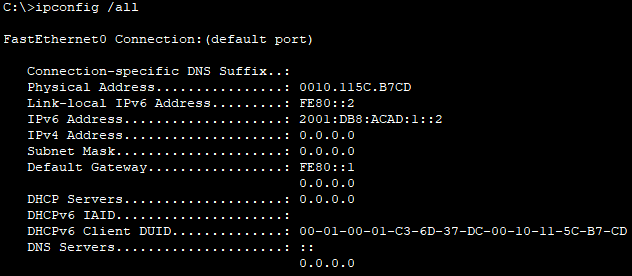 C:\>ipconfig /all
FastEthernet0 Connection:(default port)
Connection-specific DNS Suffix..:
Physical Address................: 0010.115C.B7CD
Link-local IPv6 Address.........: FE80::2
IPv6 Address....................: 2001:DB8:ACAD:1::2
IPv4 Address....................: 0.0.0.0
Subnet Mask.....................: 0.0.0.0
Default Gateway.................: FE80::1
0.0.0.0
DHCP Servers....................: 0.0.0.0
DHCPv6 IAID.....................:
DHCPv6 Client DUID..............: 00-01-00-01-C3-6D-37-DC-00-10-11-5C-B7-CD
DNS Servers.....................: ::
0.0.0.0